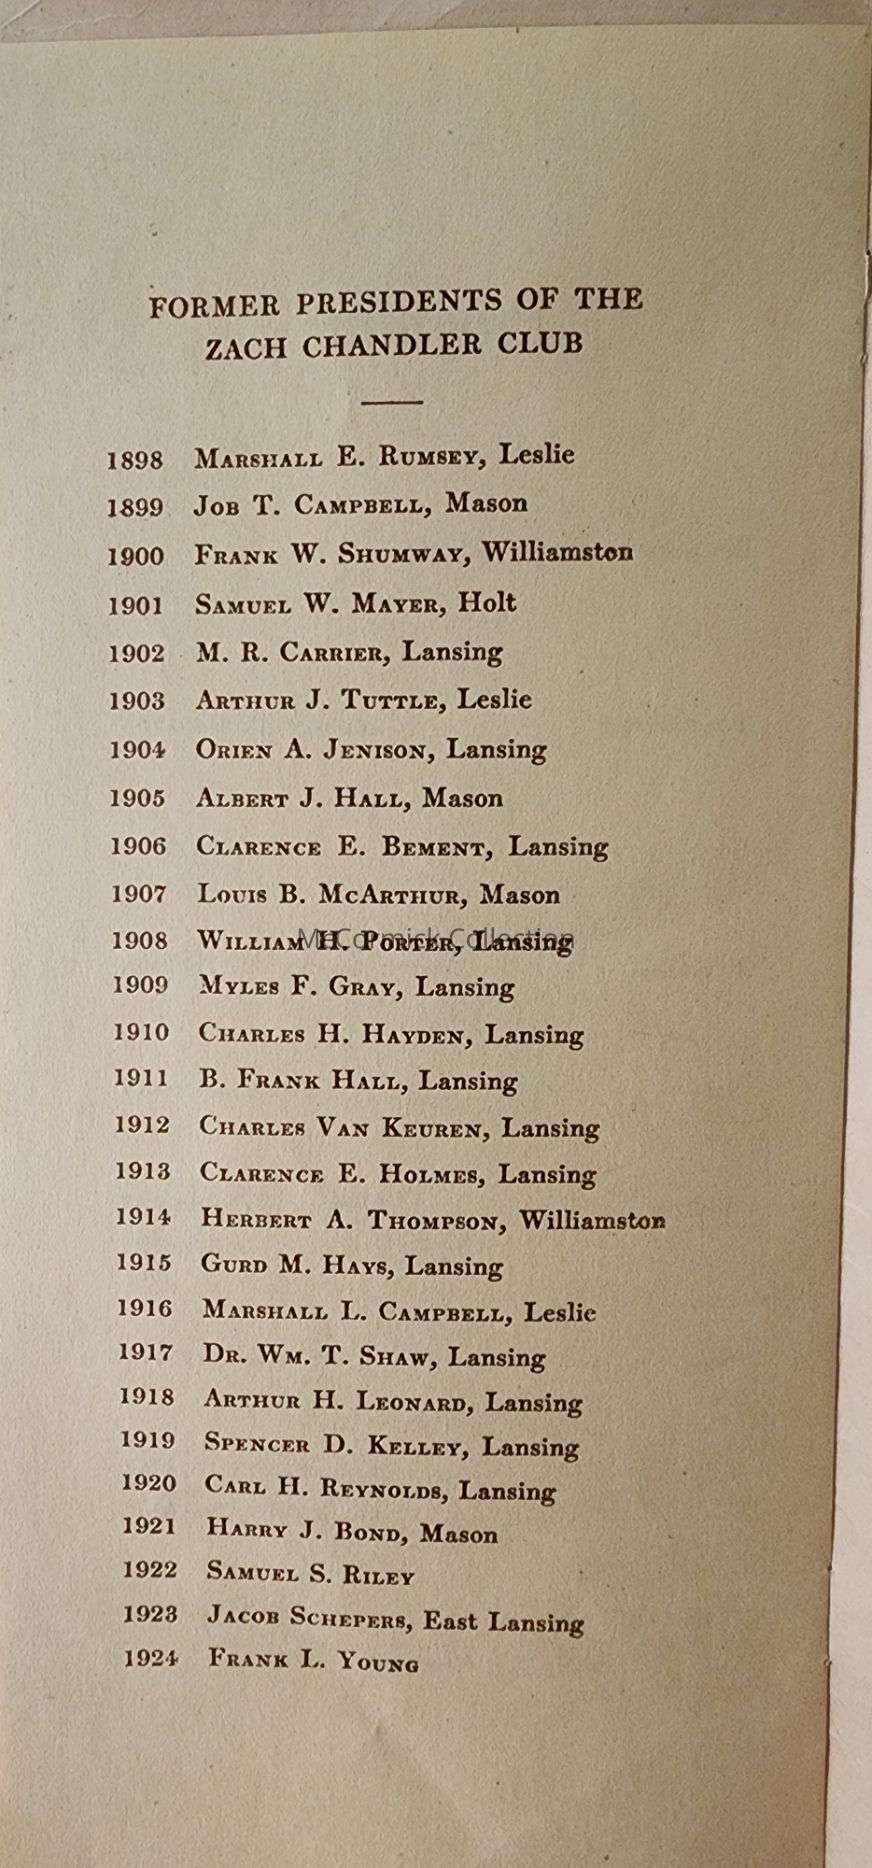 FORMER PRESIDENTS OF THE
ZACH CHANDLER CLUB
1898 MARSHALL E. RUMSEY, Leslie
1899 JOB T. CAMPBELL, Mason
1900 FRANK W. SHUMWAY, Williamston
1901 SAMUEL W. MAYER, Holt
1902 M. R. CARRIER, Lansing
1903 ARTHUR J. TUTTLE, Leslie
1904 ORIEN A. JENISON, Lansing
1905 ALBERT J. HALL, Mason
1906 CLARENCE E. BEMENT, Lansing
1907 LOUIS B. MCARTHUR, Mason
1908 WILLIAM H. PORTER, Lansing
McCormick Collection
1909 MYLES F. GRAY, Lansing
1910 CHARLES H. HAYDEN, Lansing
1911 B. FRANK HALL, Lansing
1912 CHARLES VAN KEUREN, Lansing
1913 CLARENCE E. HOLMES, Lansing
1914 HERBERT A. THOMPSON, Williamston
1915 GURD M. HAYS, Lansing
1916 MARSHALL L. CAMPBELL, Leslie
1917 DR. WM. T. SHAW, Lansing
1918 ARTHUR H. LEONARD, Lansing
1919 SPENCER D. KELLEY, Lansing
1920 CARL H. REYNOLDS, Lansing
1921 HARRY J. BOND, Mason
1922 SAMUEL S. RILEY
1923 JACOB SCHEPERS, East Lansing
1924 FRANK L. YOUNG